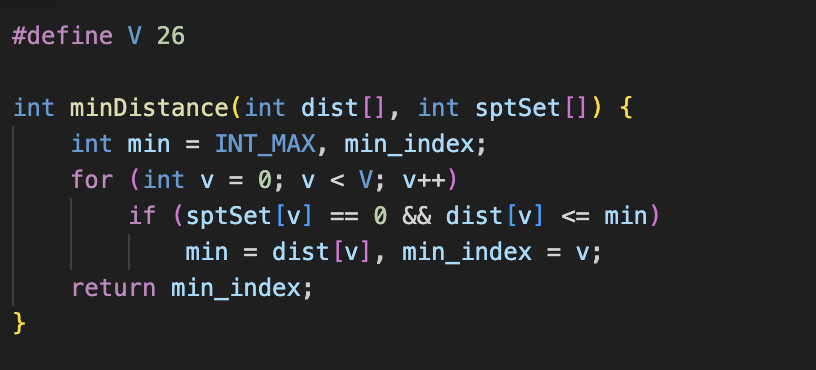 #define V 26
int minDistance(int dist[], int sptSet[]) {
    int min = INT_MAX, min_index;
    for (int v = 0; v < V; v++)
        if (sptSet[v] == 0 && dist[v] <= min)
            min = dist[v], min_index = v;
    return min_index;
}